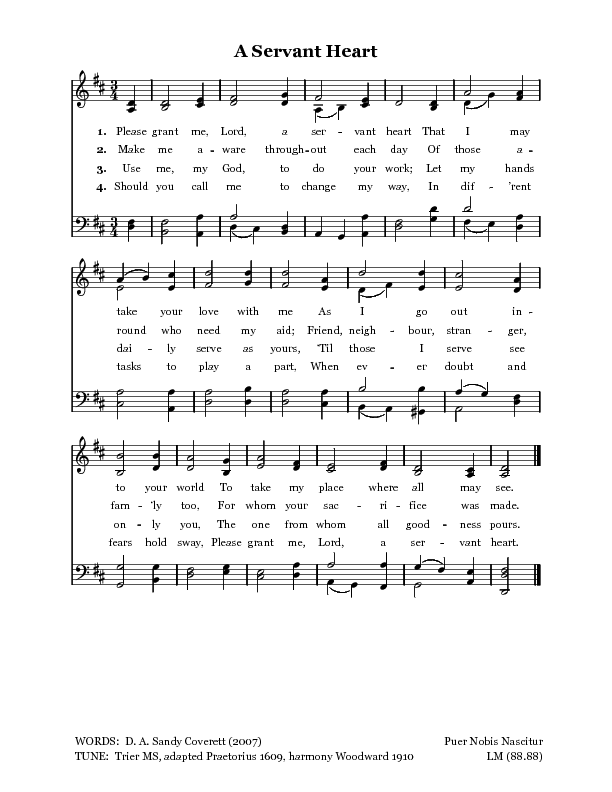 A Servant Heart
1. Please grant me, Lord, a ser - vant heart That I may
2. Make me a - ware through-out each day Of those a-
3. Use me, my God, to do your work; Let my hands
4. Should you call me to change my way, In dif - 'rent
take your love with me As I go out in-
round who need my aid; Friend, neigh - bour, stran - ger,
dai - ly serve as yours, 'Til those I serve see
tasks to play a part, When ev - er doubt and
to your world To take my place where all may see.
fam - 'ly too, For whom your sac - ri - fice was made.
on - ly you, The one from whom all good - ness pours.
fears hold sway, Please grant me, Lord, a ser - vant heart.
WORDS: D. A. Sandy Coverett (2007) Puer Nobis Nascitur
TUNE: Trier MS, adapted Praetorius 1609, harmony Woodward 1910 LM (88.88)